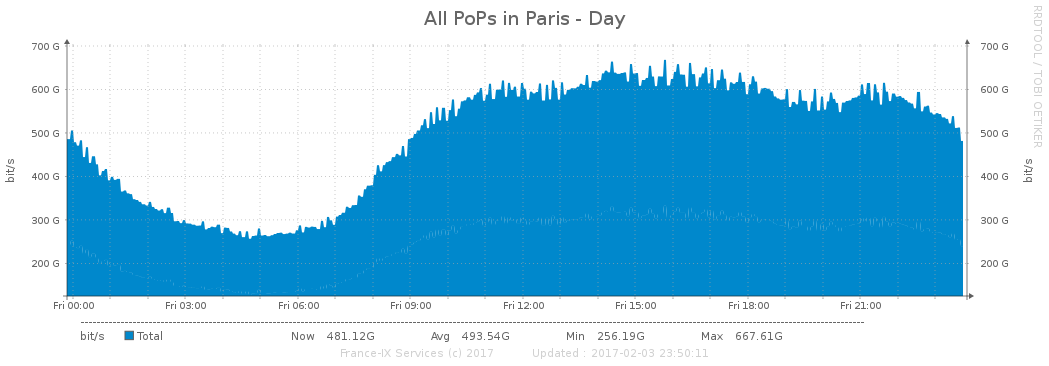 All PoPs in Paris - Day
RRDTOOL / TOBI OETIKER
bit/s
700 G
600 G
500 G
400 G
300 G
200 G
700 G
600 G
500 G
400 G
300 G
200 G
bit/s
Fri 00:00 Fri 03:00 Fri 06:00 Fri 09:00 Fri 12:00 Fri 15:00 Fri 18:00 Fri 21:00
bit/s Total Now 481.12G Avg 493.54G Min 256.19G Max 667.61G
France-IX Services (c) 2017 Updated : 2017-02-03 23:50:11